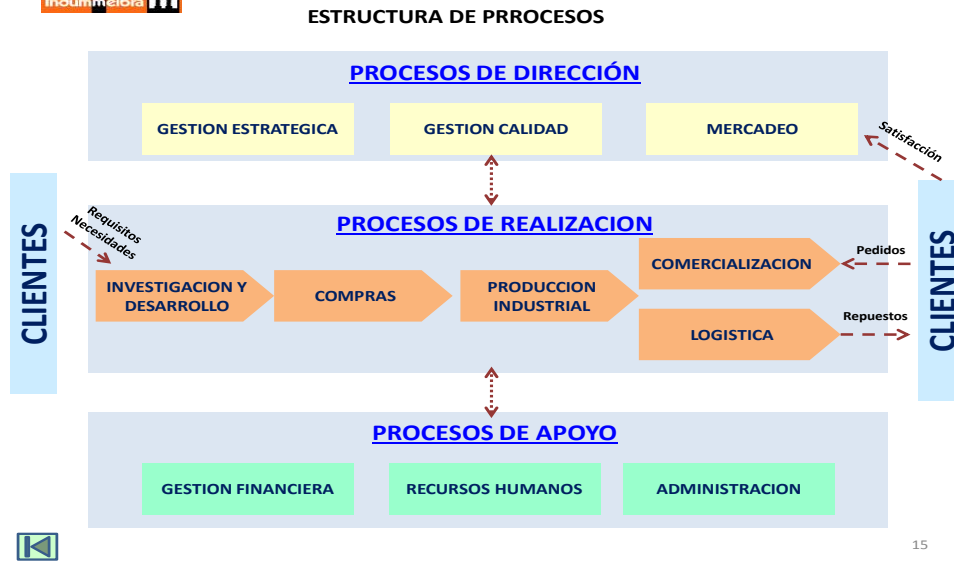 Indummelbra m
ESTRUCTURA DE PRROCESOS
PROCESOS DE DIRECCIÓN
GESTION ESTRATEGICA
GESTION CALIDAD
MERCADEO
Satisfacción
CLIENTES
Requisitos
Necesidades
PROCESOS DE REALIZACION
INVESTIGACION Y
DESARROLLO
COMPRAS
PRODUCCION
INDUSTRIAL
COMERCIALIZACION
LOGISTICA
Pedidos
Repuestos
CLIENTES
PROCESOS DE APOYO
GESTION FINANCIERA
RECURSOS HUMANOS
ADMINISTRACION
15